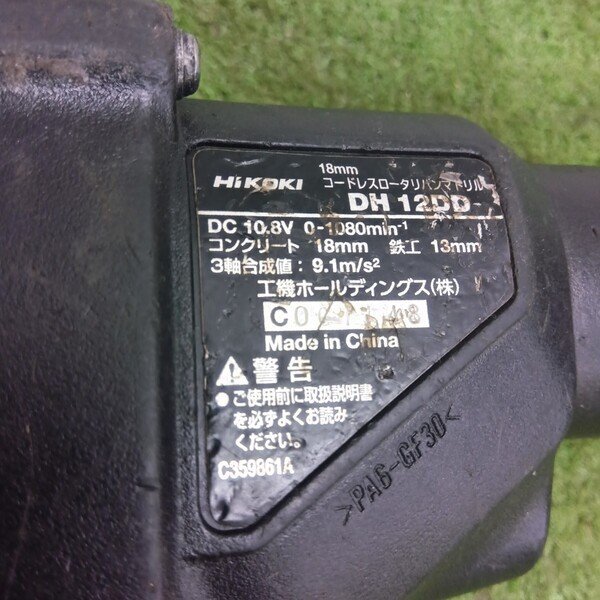 18mm
HiKOKI コードレスロータリハンマドリル
DH 12DD
DC 10.8V 0-1080min⁻¹
コンクリート 18mm 鉄工 13mm
3軸合成値：9.1m/s²
工機ホールディングス(株)
Made in China
警告
●ご使用前に取扱説明書
を必ずよくお読み
ください。
C359861A
>PA6-GF30<